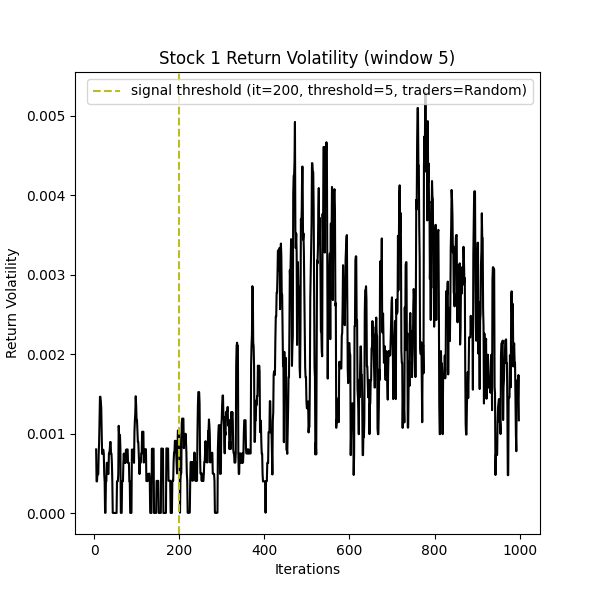 Stock 1 Return Volatility (window 5)
signal threshold (it=200, threshold=5, traders=Random)
0.005
0.004
0.003
0.002
0.001
0.000
Return Volatility
0 200 400 600 800 1000
Iterations